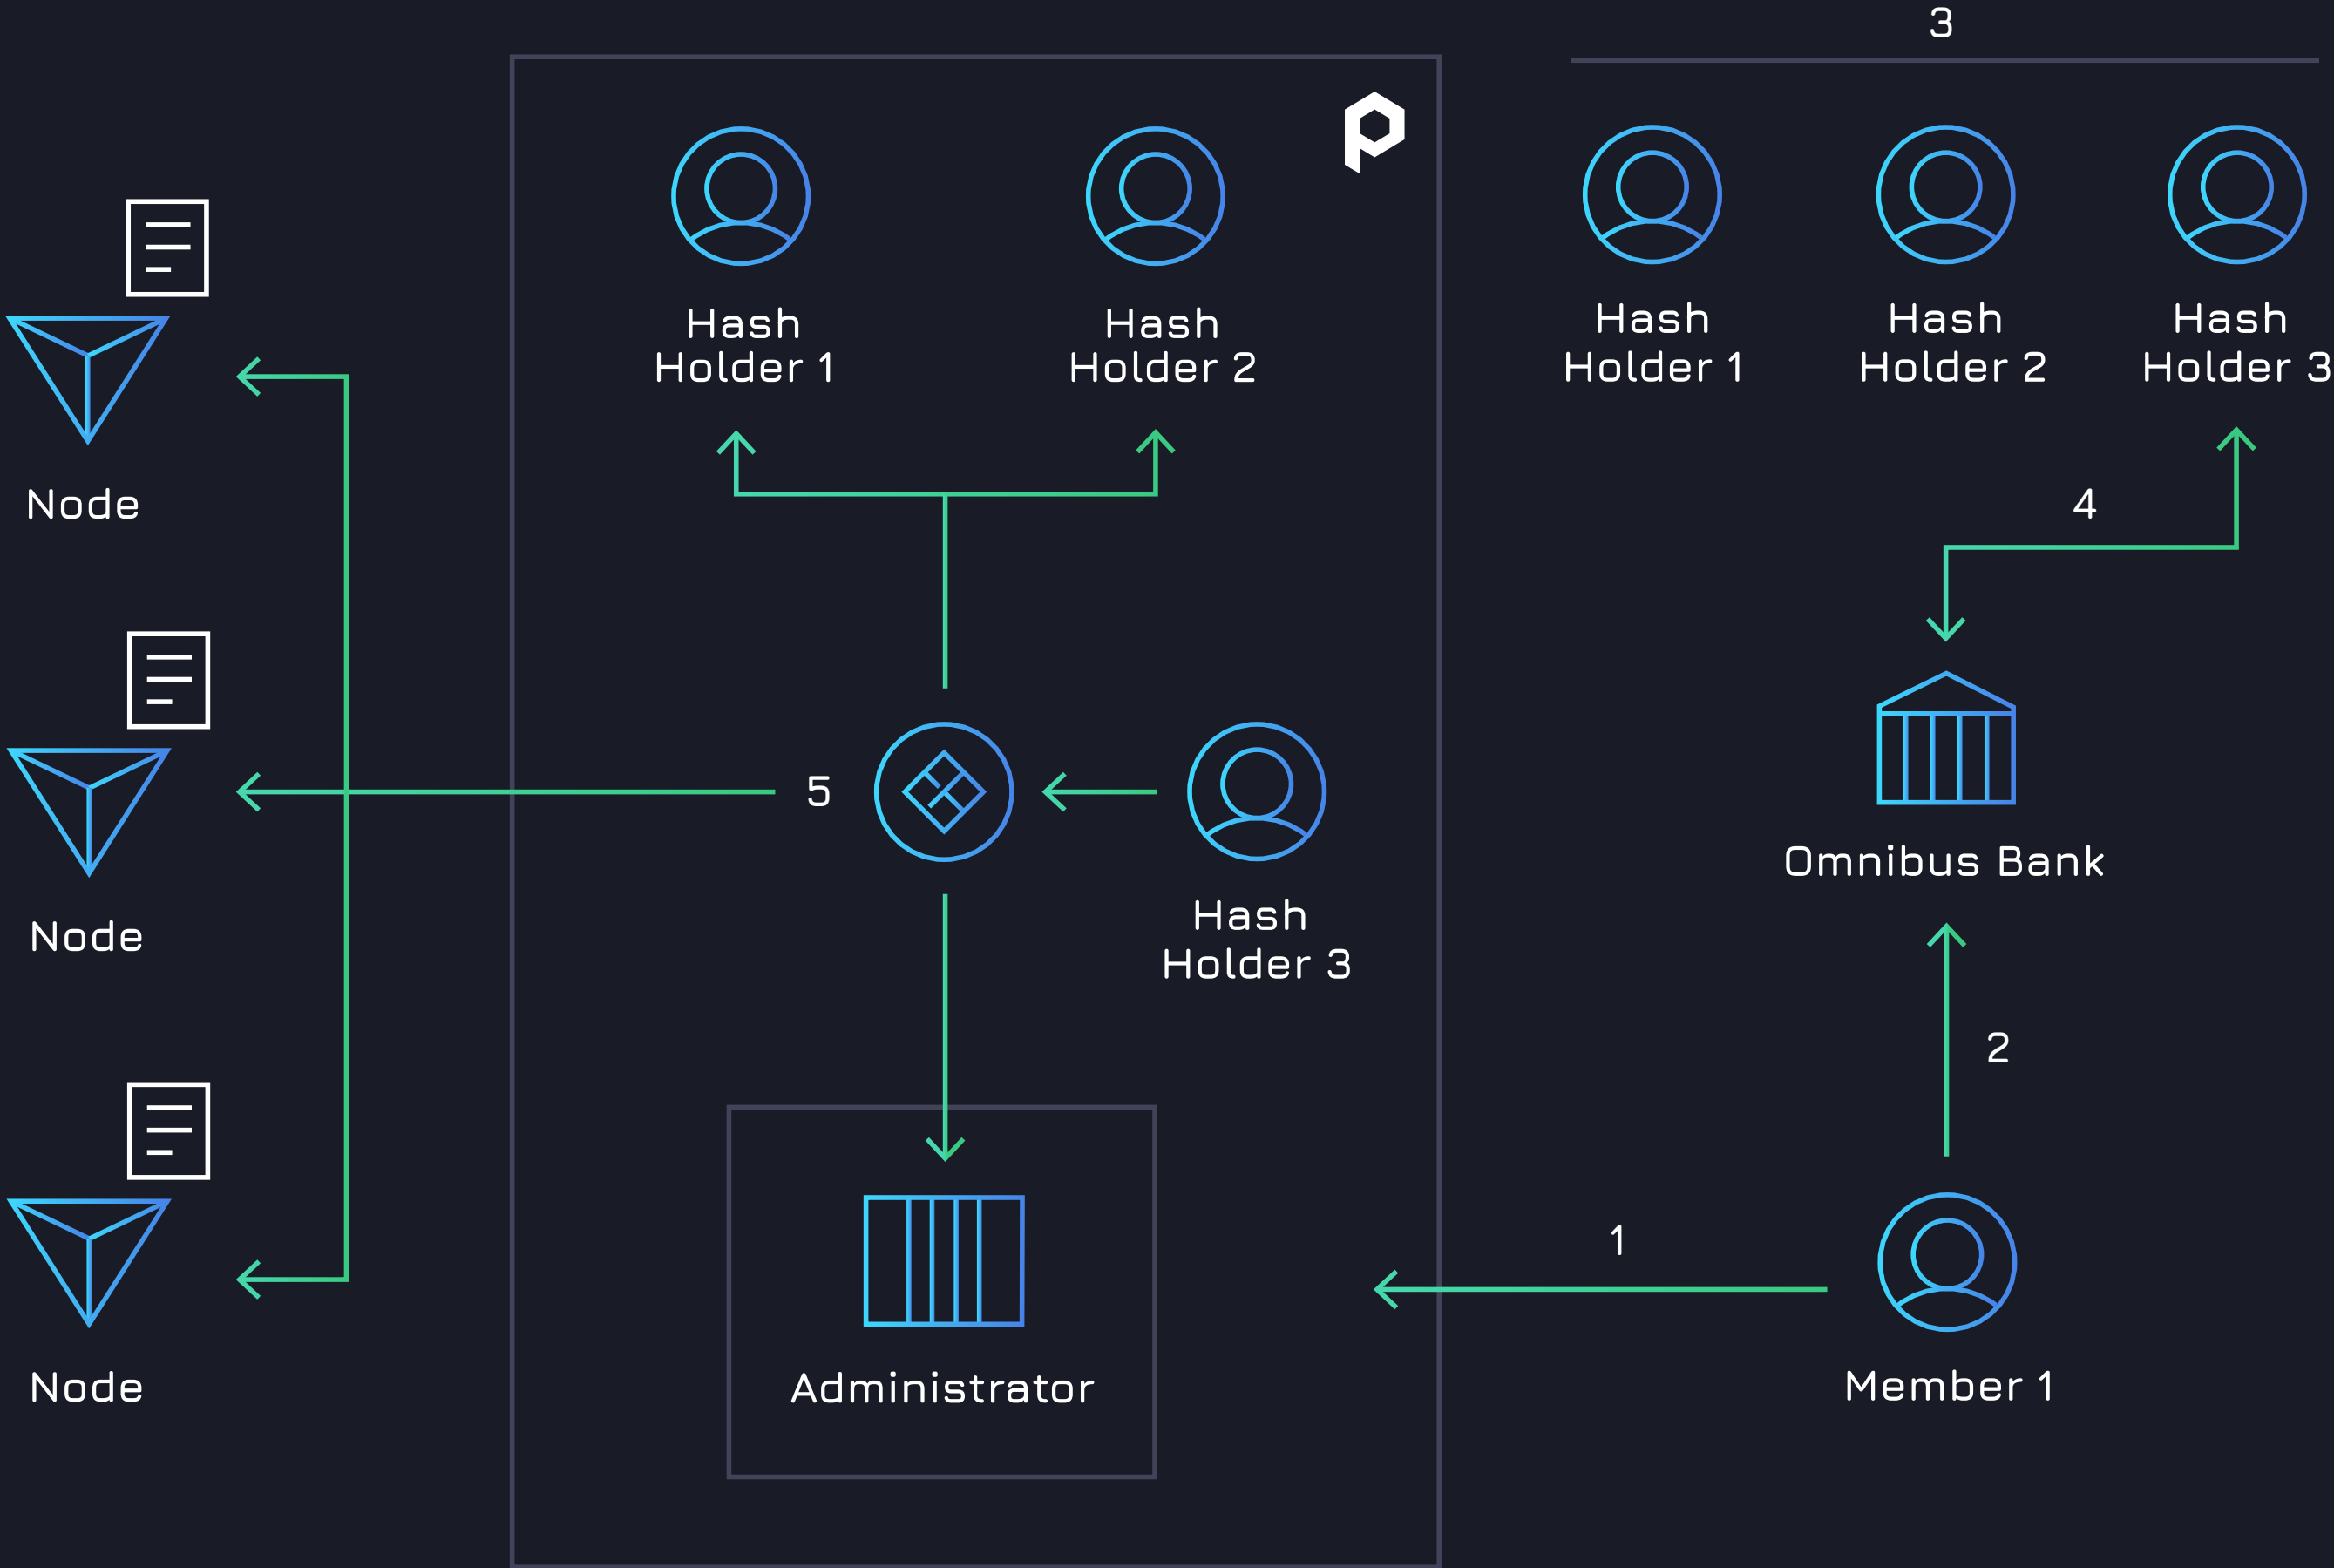 3
Hash
Holder 1
Hash
Holder 2
Hash
Holder 1
Hash
Holder 2
Hash
Holder 3
Node
4
5
Omnibus Bank
Hash
Holder 3
Node
2
1
Administrator
Member 1
Node